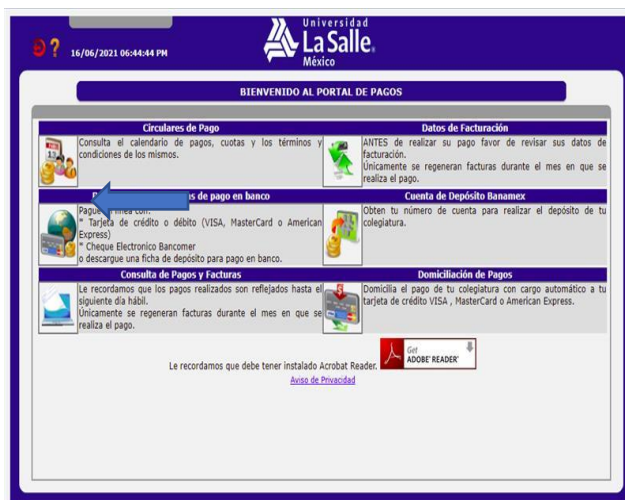 Universidad
La Salle®
México
16/06/2021 06:44:44 PM
BIENVENIDO AL PORTAL DE PAGOS
Circulares de Pago
Consulta el calendario de pagos, cuotas y los términos y
condiciones de los mismos.
Datos de Facturación
ANTES de realizar su pago favor de revisar sus datos de
facturación.
Únicamente se regeneran facturas durante el mes en que se
realiza el pago.
de pago en banco
Pague en línea con:
* Tarjeta de crédito o débito (VISA, MasterCard o American
Express)
* Cheque Electronico Bancomer
o descargue una ficha de depósito para pago en banco.
Cuenta de Depósito Banamex
Obten tu número de cuenta para realizar el depósito de tu
colegiatura.
Consulta de Pagos y Facturas
Le recordamos que los pagos realizados son reflejados hasta el
siguiente día hábil.
Únicamente se regeneran facturas durante el mes en que se
realiza el pago.
Domiciliación de Pagos
Domicilia el pago de tu colegiatura con cargo automático a tu
tarjeta de crédito VISA , MasterCard o American Express.
Le recordamos que debe tener instalado Acrobat Reader.
Get
ADOBE® READER®
Aviso de Privacidad